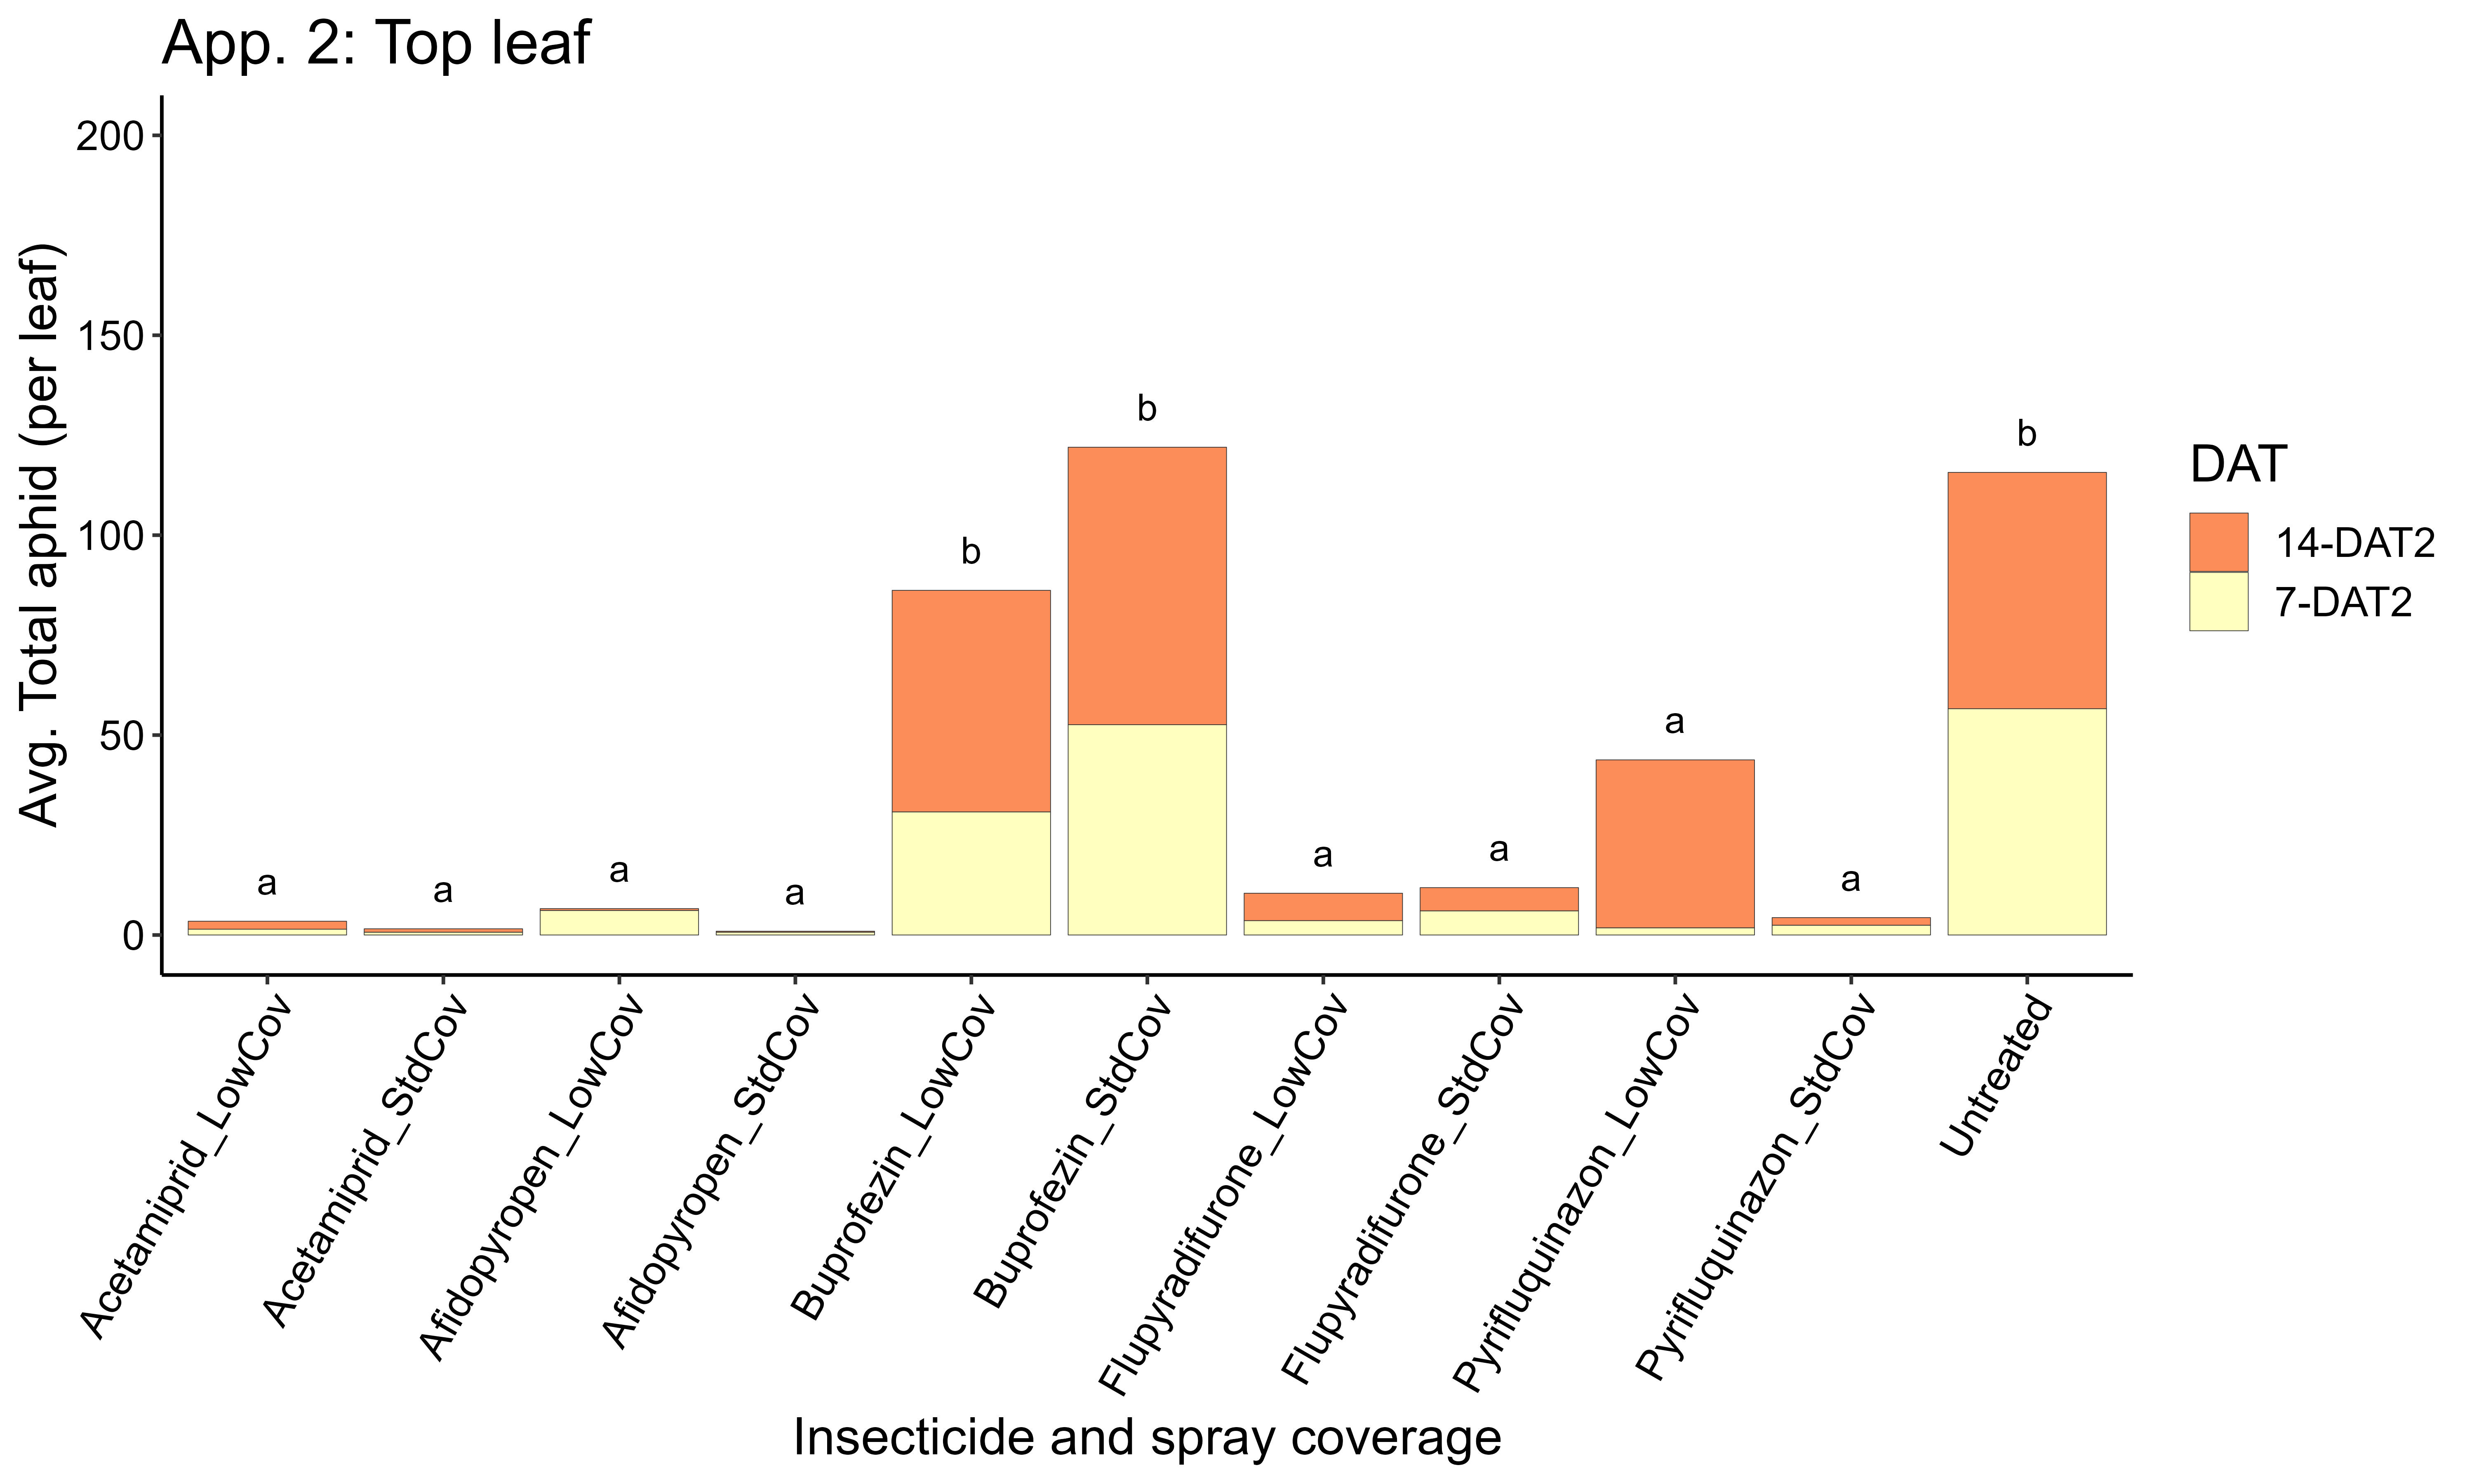 App. 2: Top leaf
Avg. Total aphid (per leaf)
200
150
100
50
0
a
a
a
a
b
b
a
a
a
a
b
DAT
14-DAT2
7-DAT2
Acetamiprid_LowCov
Acetamiprid_StdCov
Afidopyropen_LowCov
Afidopyropen_StdCov
Buprofezin_LowCov
Buprofezin_StdCov
Flupyradifurone_LowCov
Flupyradifurone_StdCov
Pyrifluquinazon_LowCov
Pyrifluquinazon_StdCov
Untreated
Insecticide and spray coverage